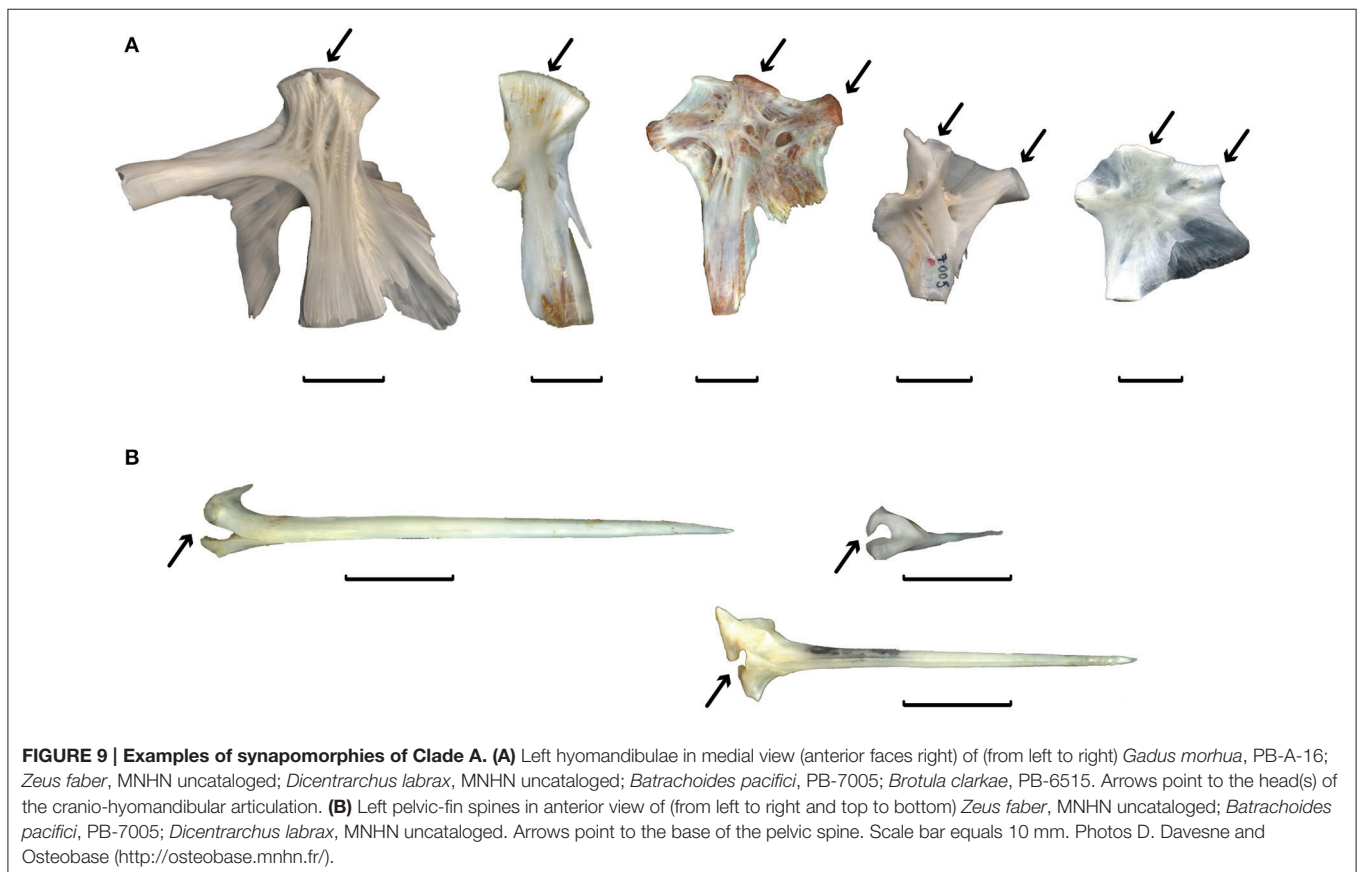 A
7005
B
FIGURE 9 | Examples of synapomorphies of Clade A. (A) Left hyomandibulae in medial view (anterior faces right) of (from left to right) Gadus morhua, PB-A-16;
Zeus faber, MNHN uncataloged; Dicentrarchus labrax, MNHN uncataloged; Batrachoides pacifici, PB-7005; Brotula clarkae, PB-6515. Arrows point to the head(s) of
the cranio-hyomandibular articulation. (B) Left pelvic-fin spines in anterior view of (from left to right and top to bottom) Zeus faber, MNHN uncataloged; Batrachoides
pacifici, PB-7005; Dicentrarchus labrax, MNHN uncataloged. Arrows point to the base of the pelvic spine. Scale bar equals 10 mm. Photos D. Davesne and
Osteobase (http://osteobase.mnhn.fr/).